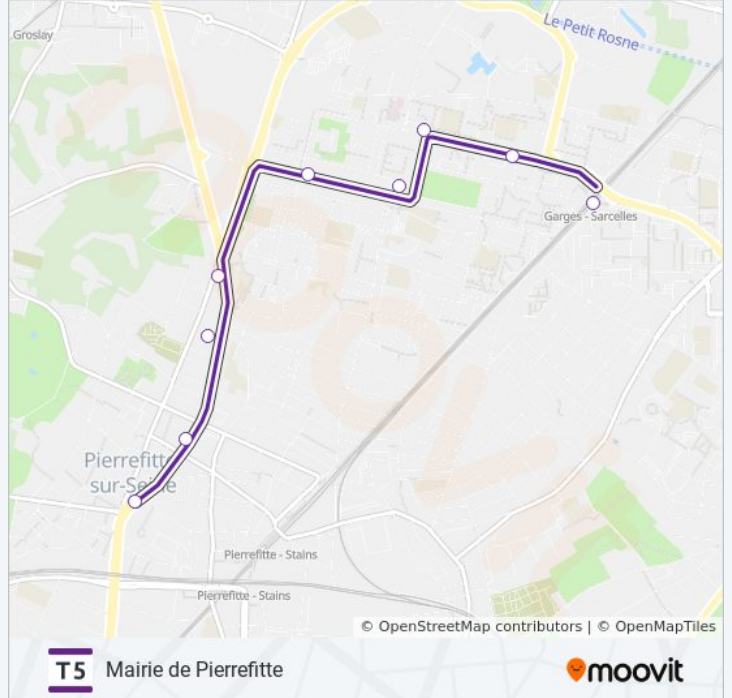 Groslay
Le Petit Rosne
Garges - Sarcelles
Pierrefitte
sur-Seine
Pierrefitte - Stains
Pierrefitte - Stains
© OpenStreetMap contributors | © OpenMapTiles
T5 Mairie de Pierrefitte
moovit